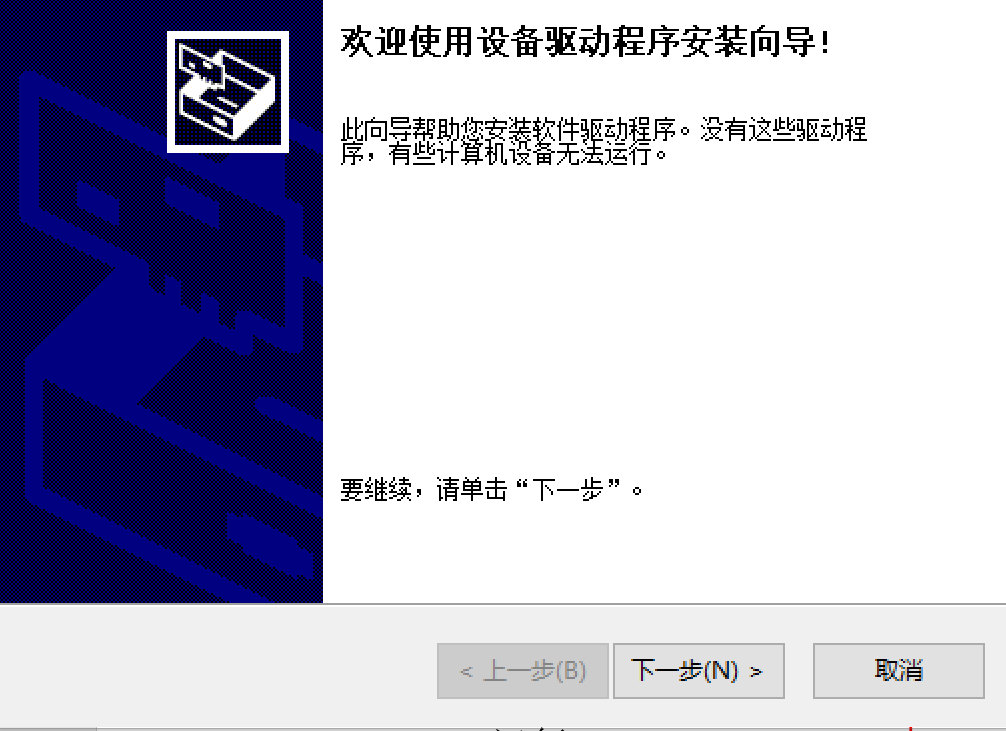 欢迎使用设备驱动程序安装向导!
此向导帮助您安装软件驱动程序。没有这些驱动程
序，有些计算机设备无法运行。
要继续，请单击“下一步”。
< 上一步(B)
下一步(N) >
取消